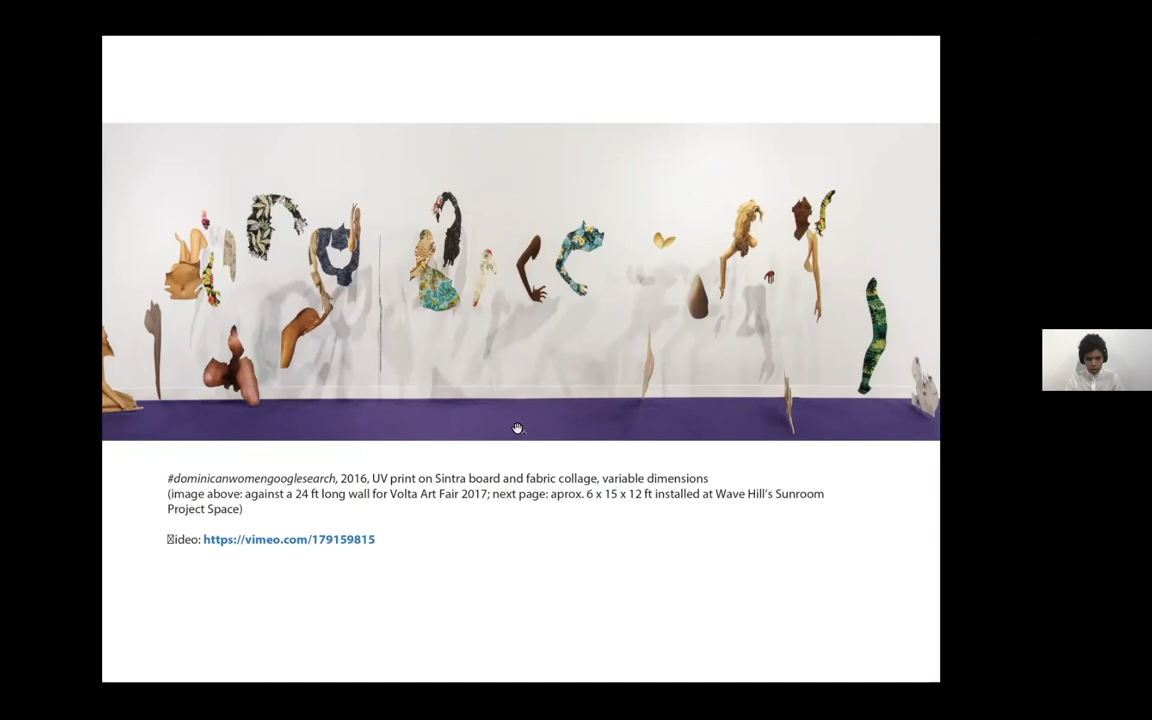 #dominicanwomengooglesearch, 2016, UV print on Sintra board and fabric collage, variable dimensions
(image above: against a 24 ft long wall for Volta Art Fair 2017; next page: aprox. 6 x 15 x 12 ft installed at Wave Hill's Sunroom
Project Space)
ideo: https://vimeo.com/179159815